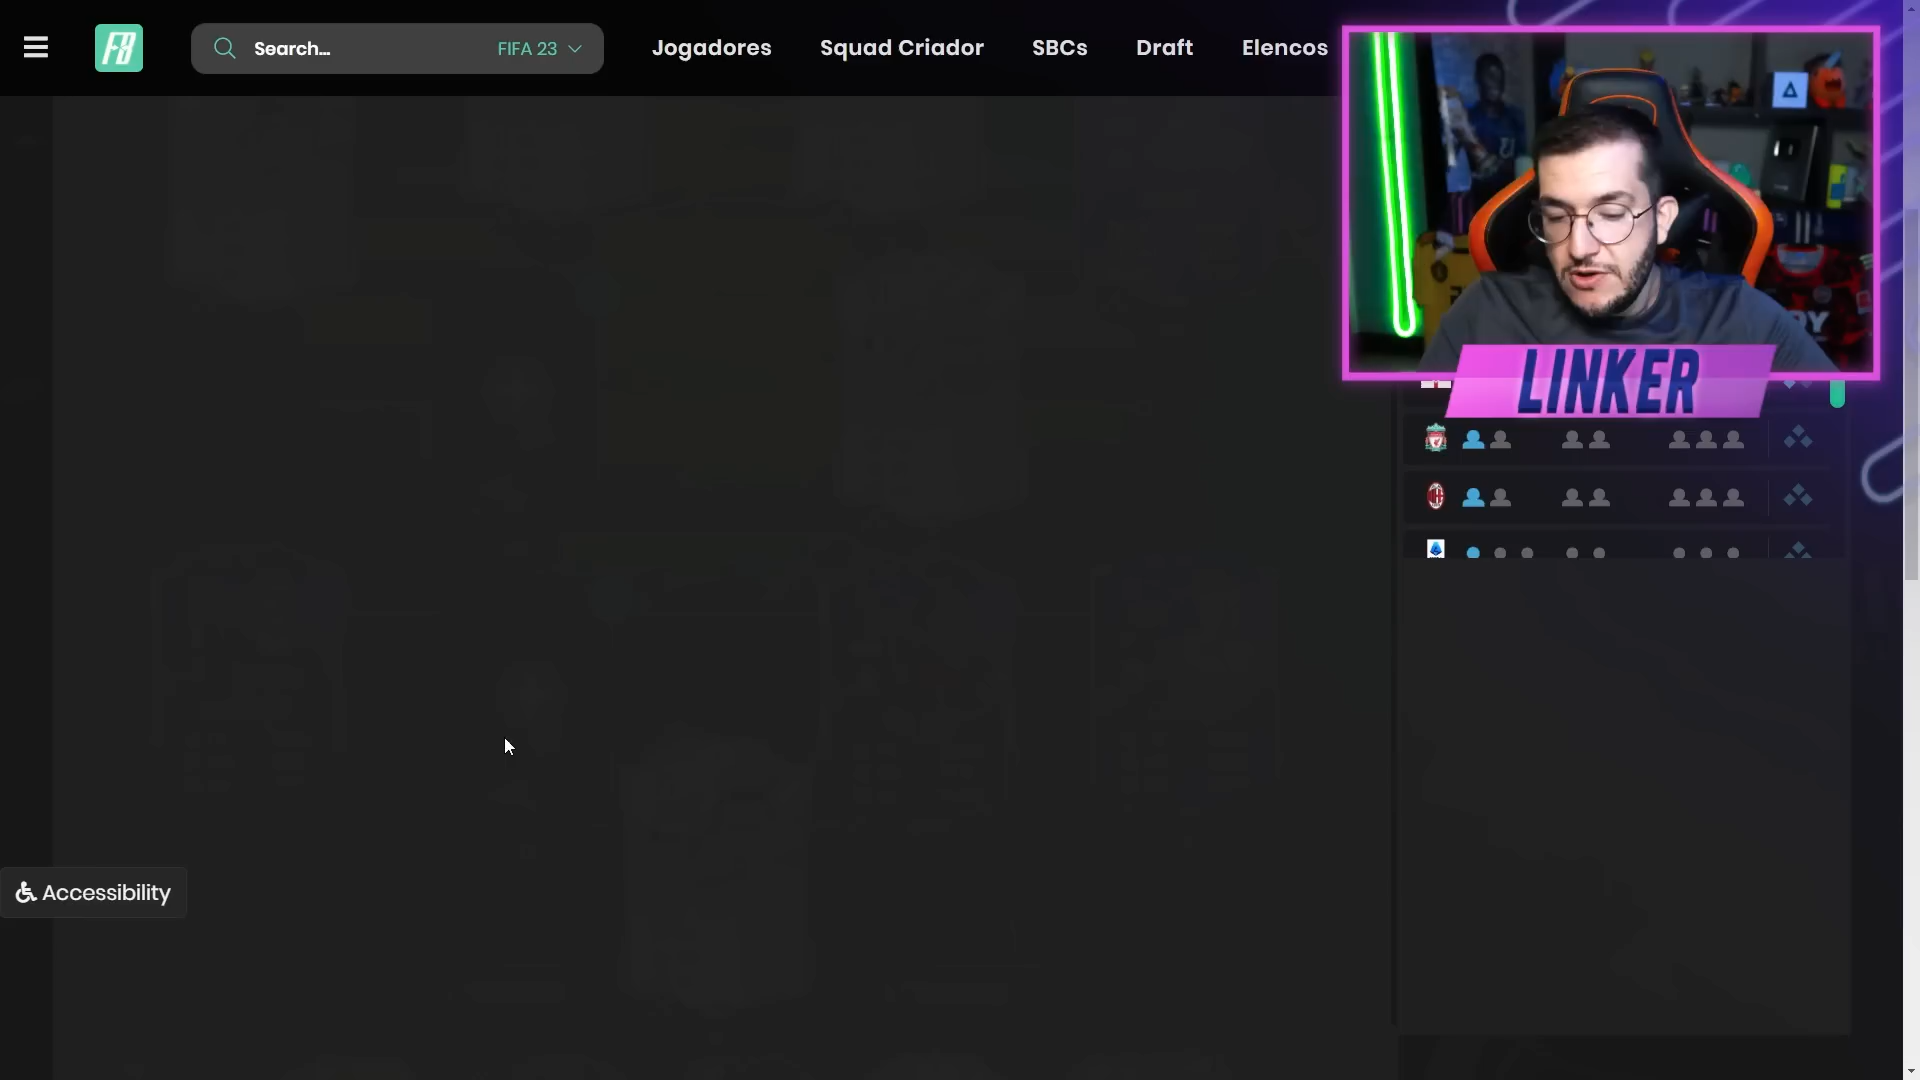 Search...
FIFA 23
Jogadores
Squad Criador
SBCs
Draft
Elencos
LINKER
Accessibility